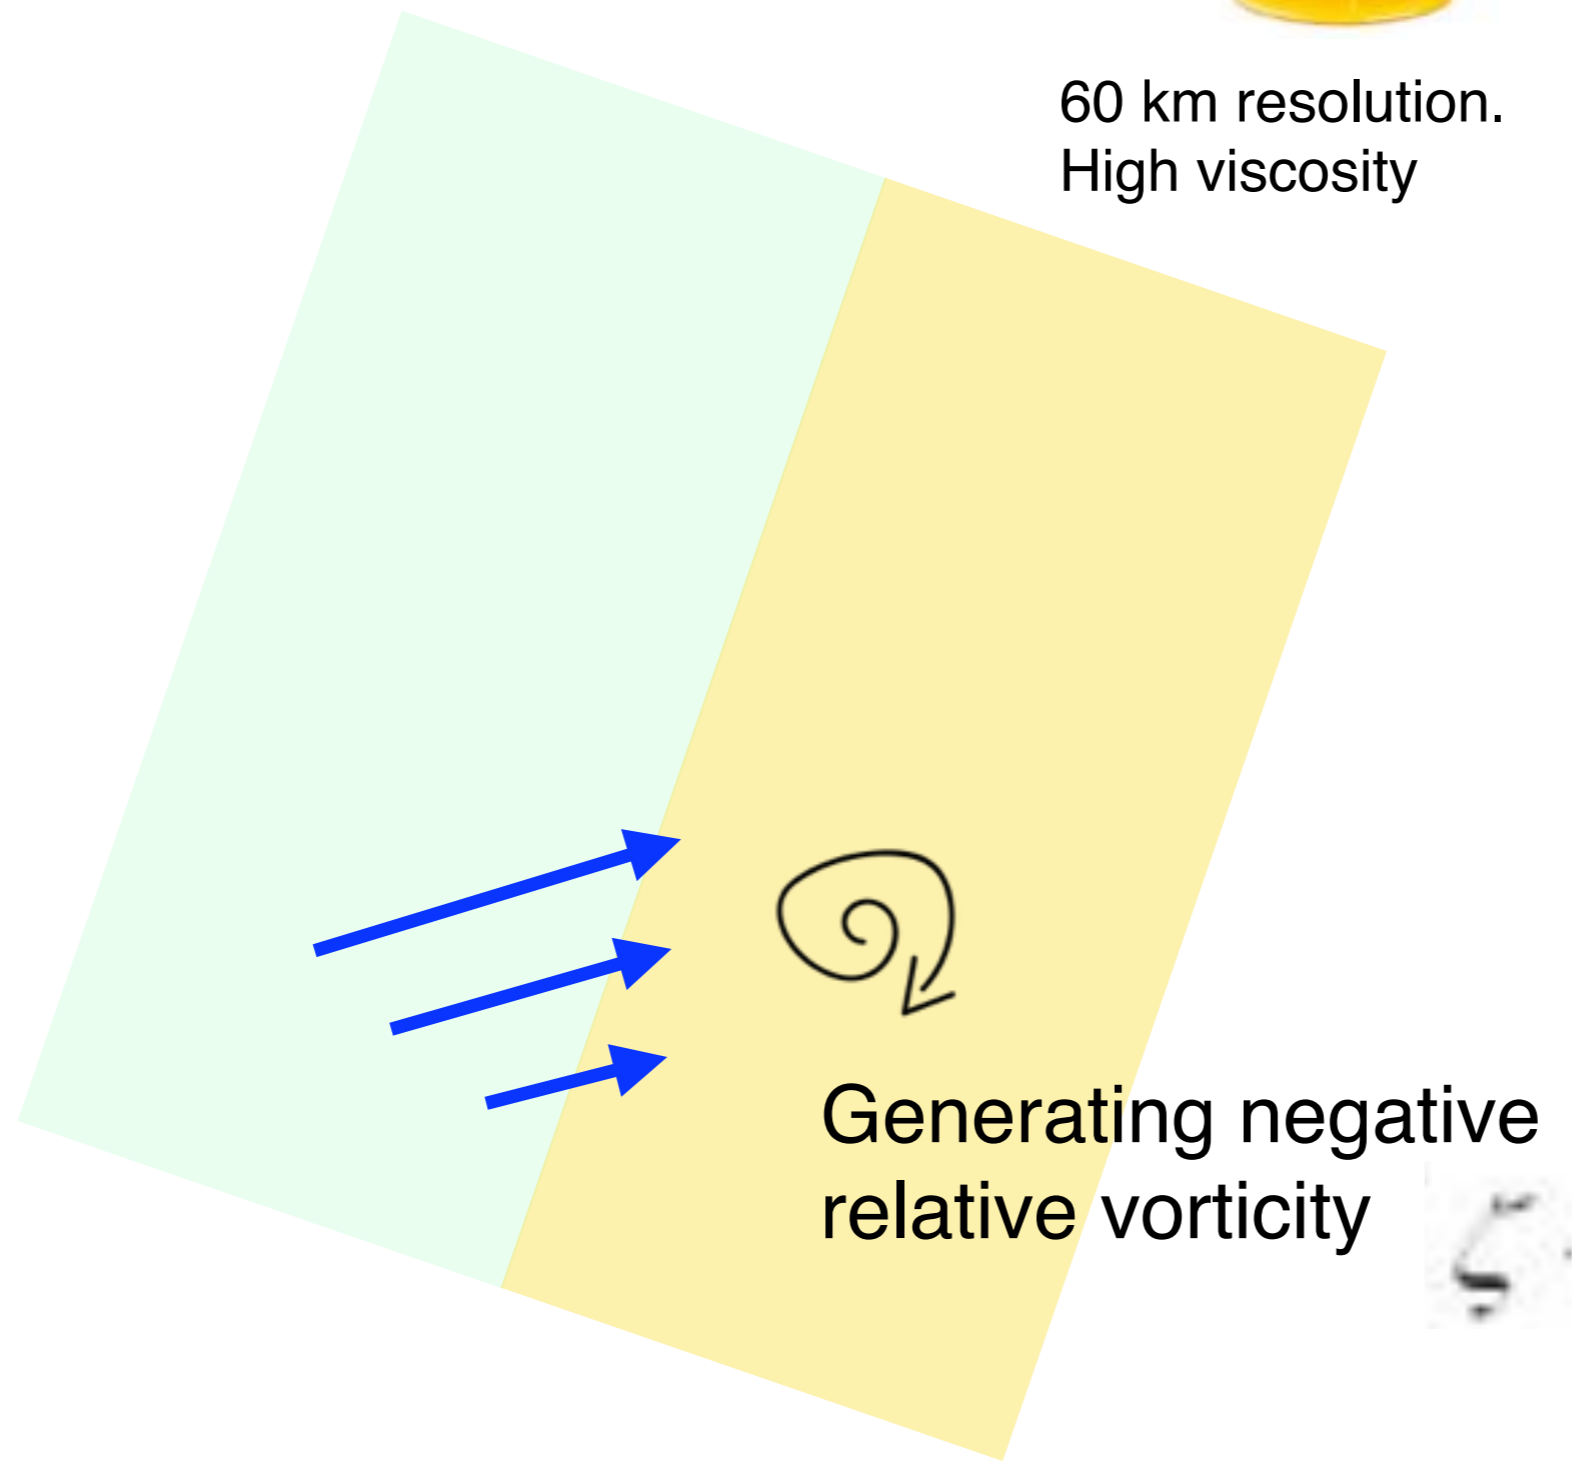 60 km resolution.
High viscosity
Generating negative
relative vorticity